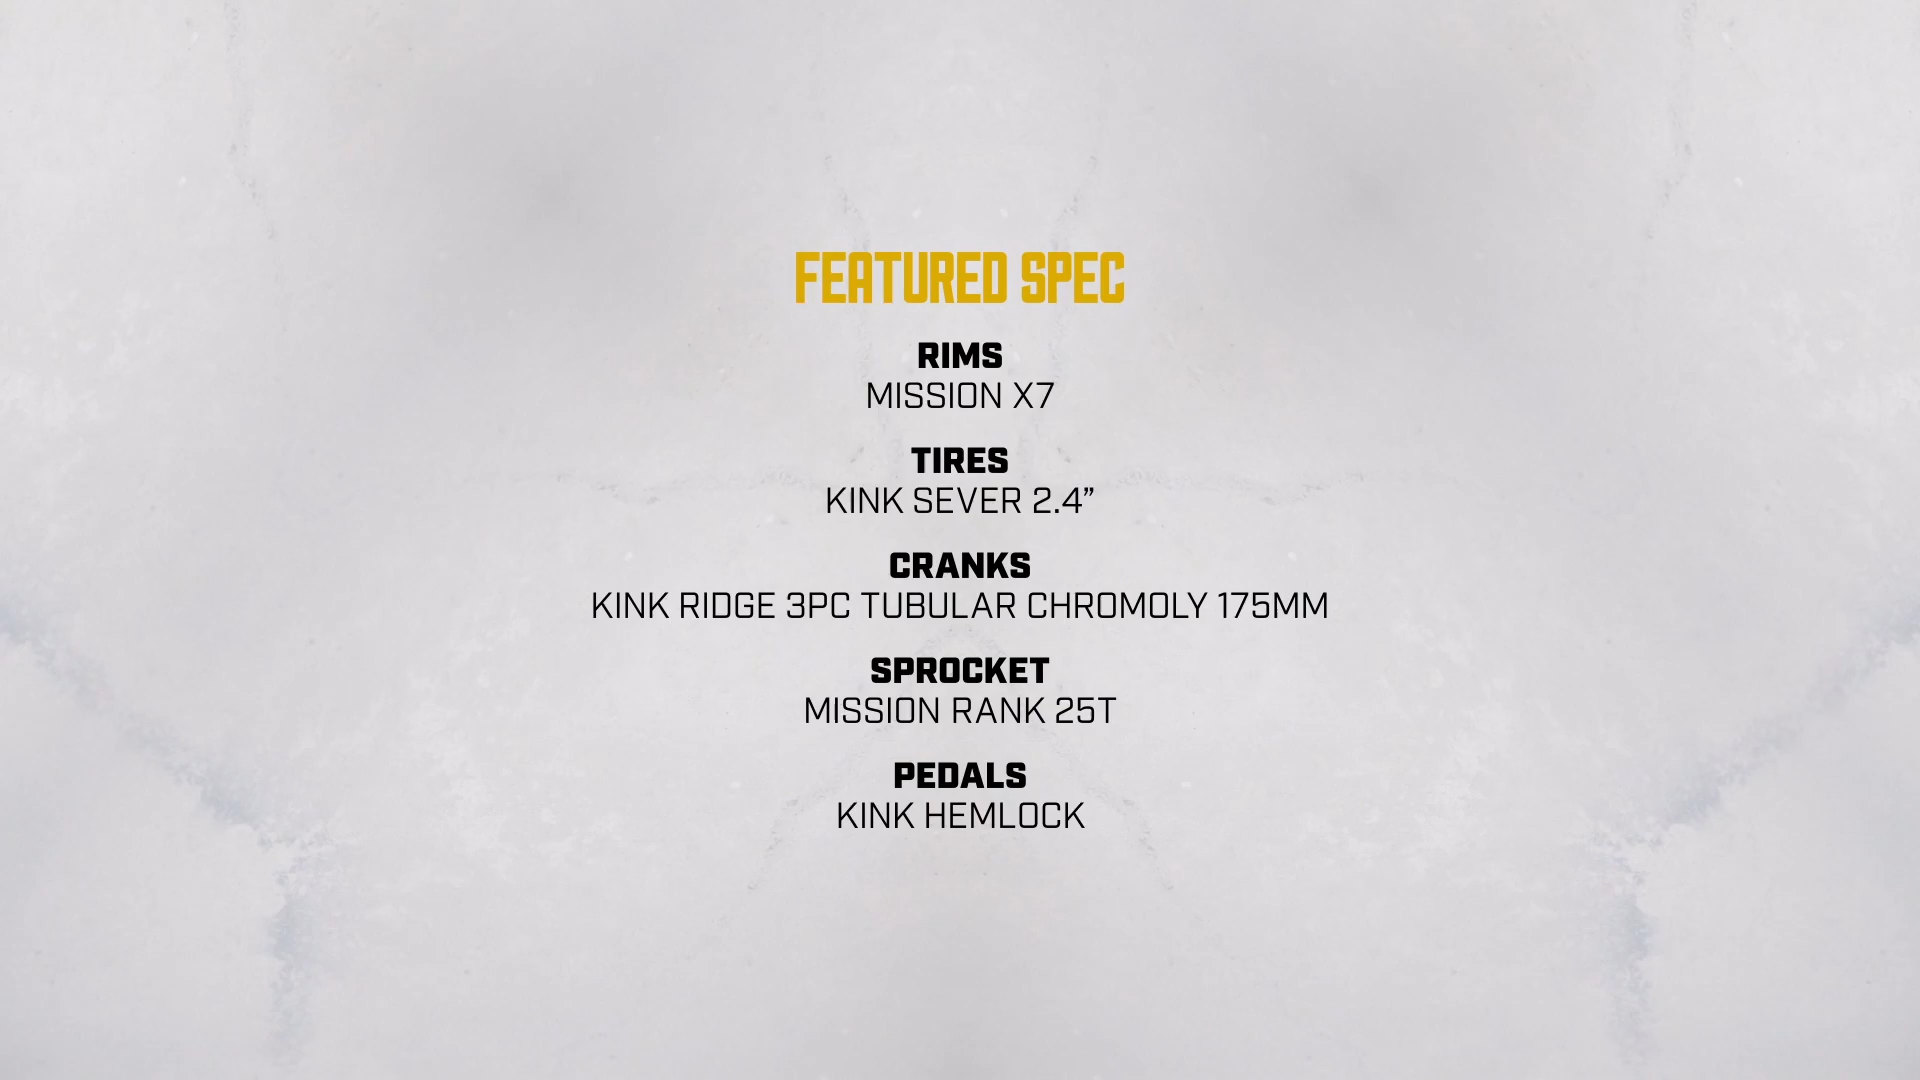 FEATURED SPEC
RIMS
MISSION X7
TIRES
KINK SEVER 2.4”
CRANKS
KINK RIDGE 3PC TUBULAR CHROMOLY 175MM
SPROCKET
MISSION RANK 25T
PEDALS
KINK HEMLOCK